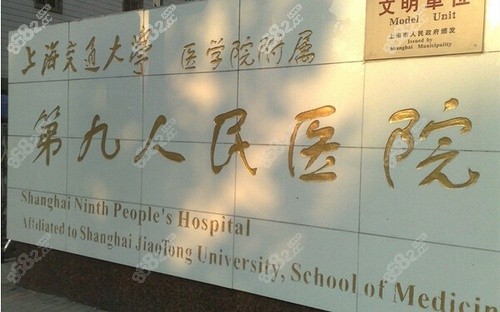 文明单位
Model Unit
上海市人民政府颁发
Issued by
Shanghai Municipality
上海交通大學 医学院附属
第九人民医院
Shanghai Ninth People's Hospital
Affiliated to Shanghai JiaoTong University, School of Medicin